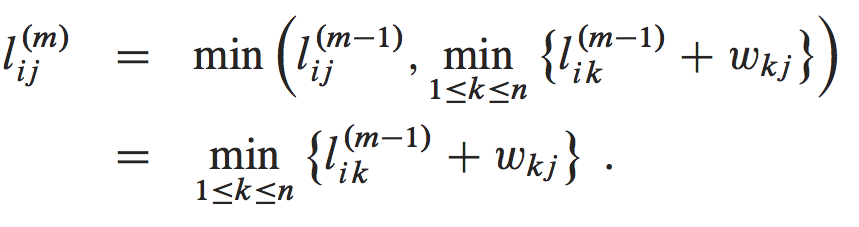 l_{ij}^{(m)} = min ( l_{ij}^{(m−1)}, min_{1≤k≤n} { l_{ik}^{(m−1)} + w_{kj} } )
= min_{1≤k≤n} { l_{ik}^{(m−1)} + w_{kj} } .